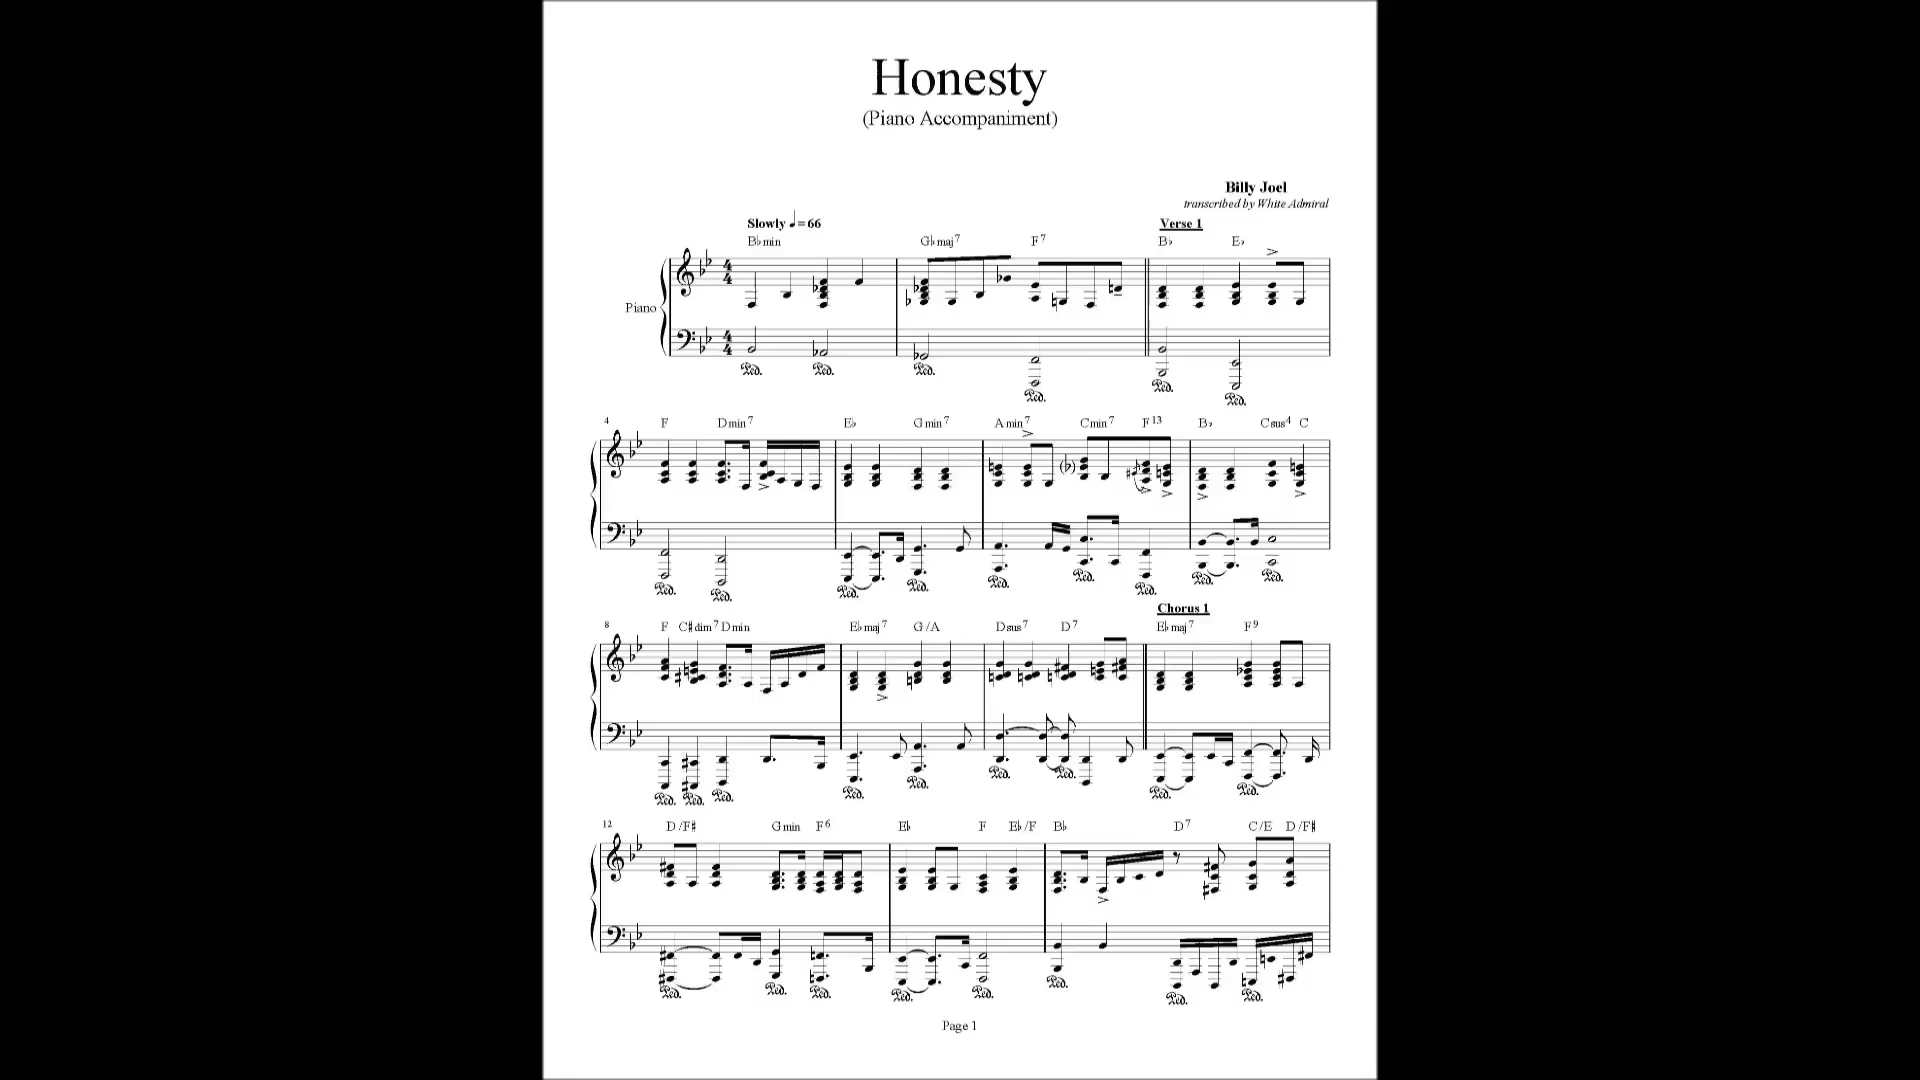 Honesty
(Piano Accompaniment)
Billy Joel
transcribed by White Admiral
Slowly ♩=66
Verse 1
B♭min G♭maj7 F7 B♭ E♭
Piano
4
F Dmin7 E♭ Gmin7 Amin7 Cmin7 F13 B♭ Csus4 C
Chorus 1
8
F C#dim7 Dmin E♭maj7 G/A Dsus7 D7 E♭maj7 F9
12
D/F# Gmin F6 E♭ F E♭/F B♭ D7 C/E D/F#
Page 1